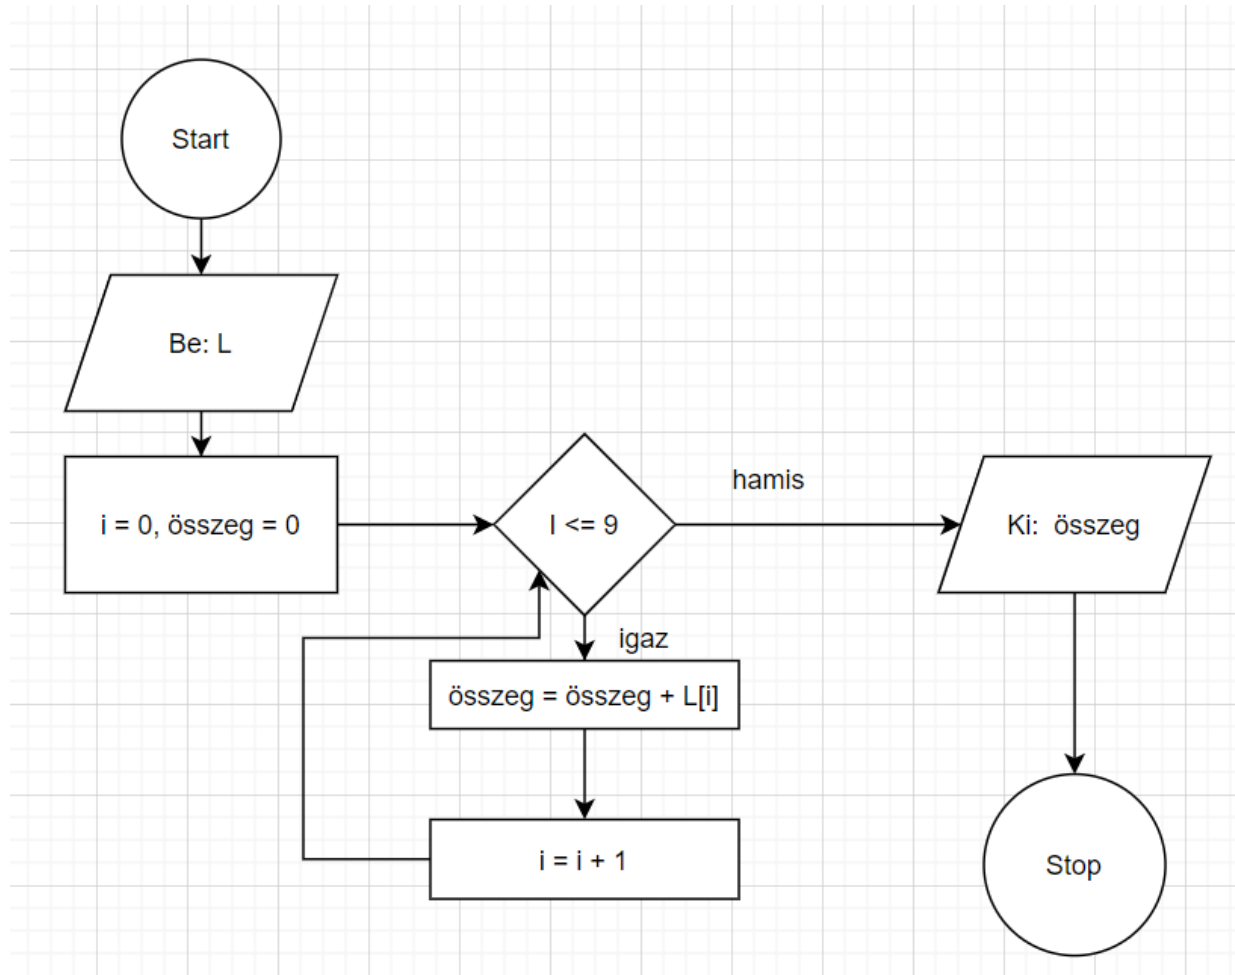 Start
Be: L
i = 0, összeg = 0
I <= 9
hamis
Ki: összeg
igaz
összeg = összeg + L[i]
i = i + 1
Stop